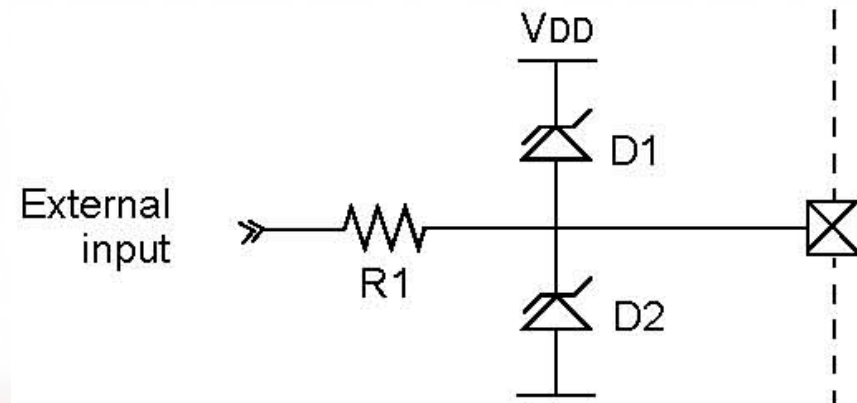 VDD
D1
External
input
R1
D2